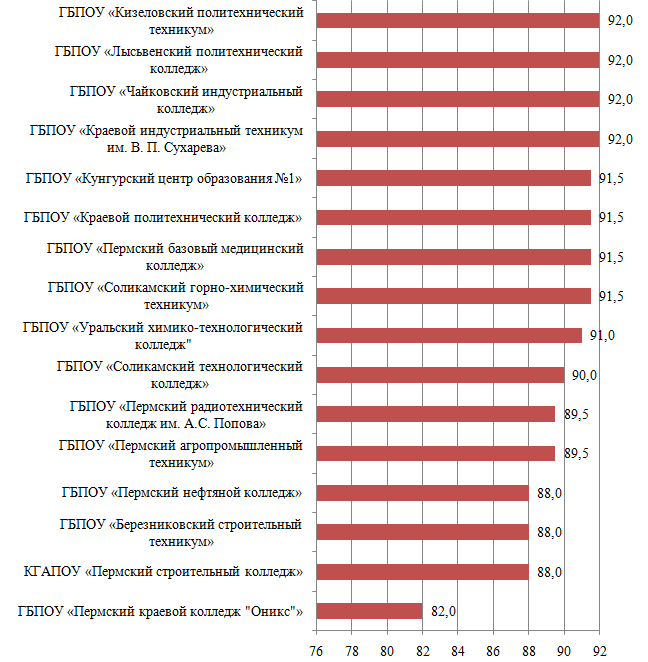 ГБПОУ «Кизеловский политехнический
техникум»
92,0
ГБПОУ «Лысьвенский политехнический
колледж»
92,0
ГБПОУ «Чайковский индустриальный
колледж»
92,0
ГБПОУ «Краевой индустриальный техникум
им. В. П. Сухарева»
92,0
ГБПОУ «Кунгурский центр образования №1»
91,5
ГБПОУ «Краевой политехнический колледж»
91,5
ГБПОУ «Пермский базовый медицинский
колледж»
91,5
ГБПОУ «Соликамский горно-химический
техникум»
91,5
ГБПОУ «Уральский химико-технологический
колледж"
91,0
ГБПОУ «Соликамский технологический
колледж»
90,0
ГБПОУ «Пермский радиотехнический
колледж им. А.С. Попова»
89,5
ГБПОУ «Пермский агропромышленный
техникум»
89,5
ГБПОУ «Пермский нефтяной колледж»
88,0
ГБПОУ «Березниковский строительный
техникум»
88,0
КГАПОУ «Пермский строительный колледж»
88,0
ГБПОУ «Пермский краевой колледж "Оникс"»
82,0
76 78 80 82 84 86 88 90 92